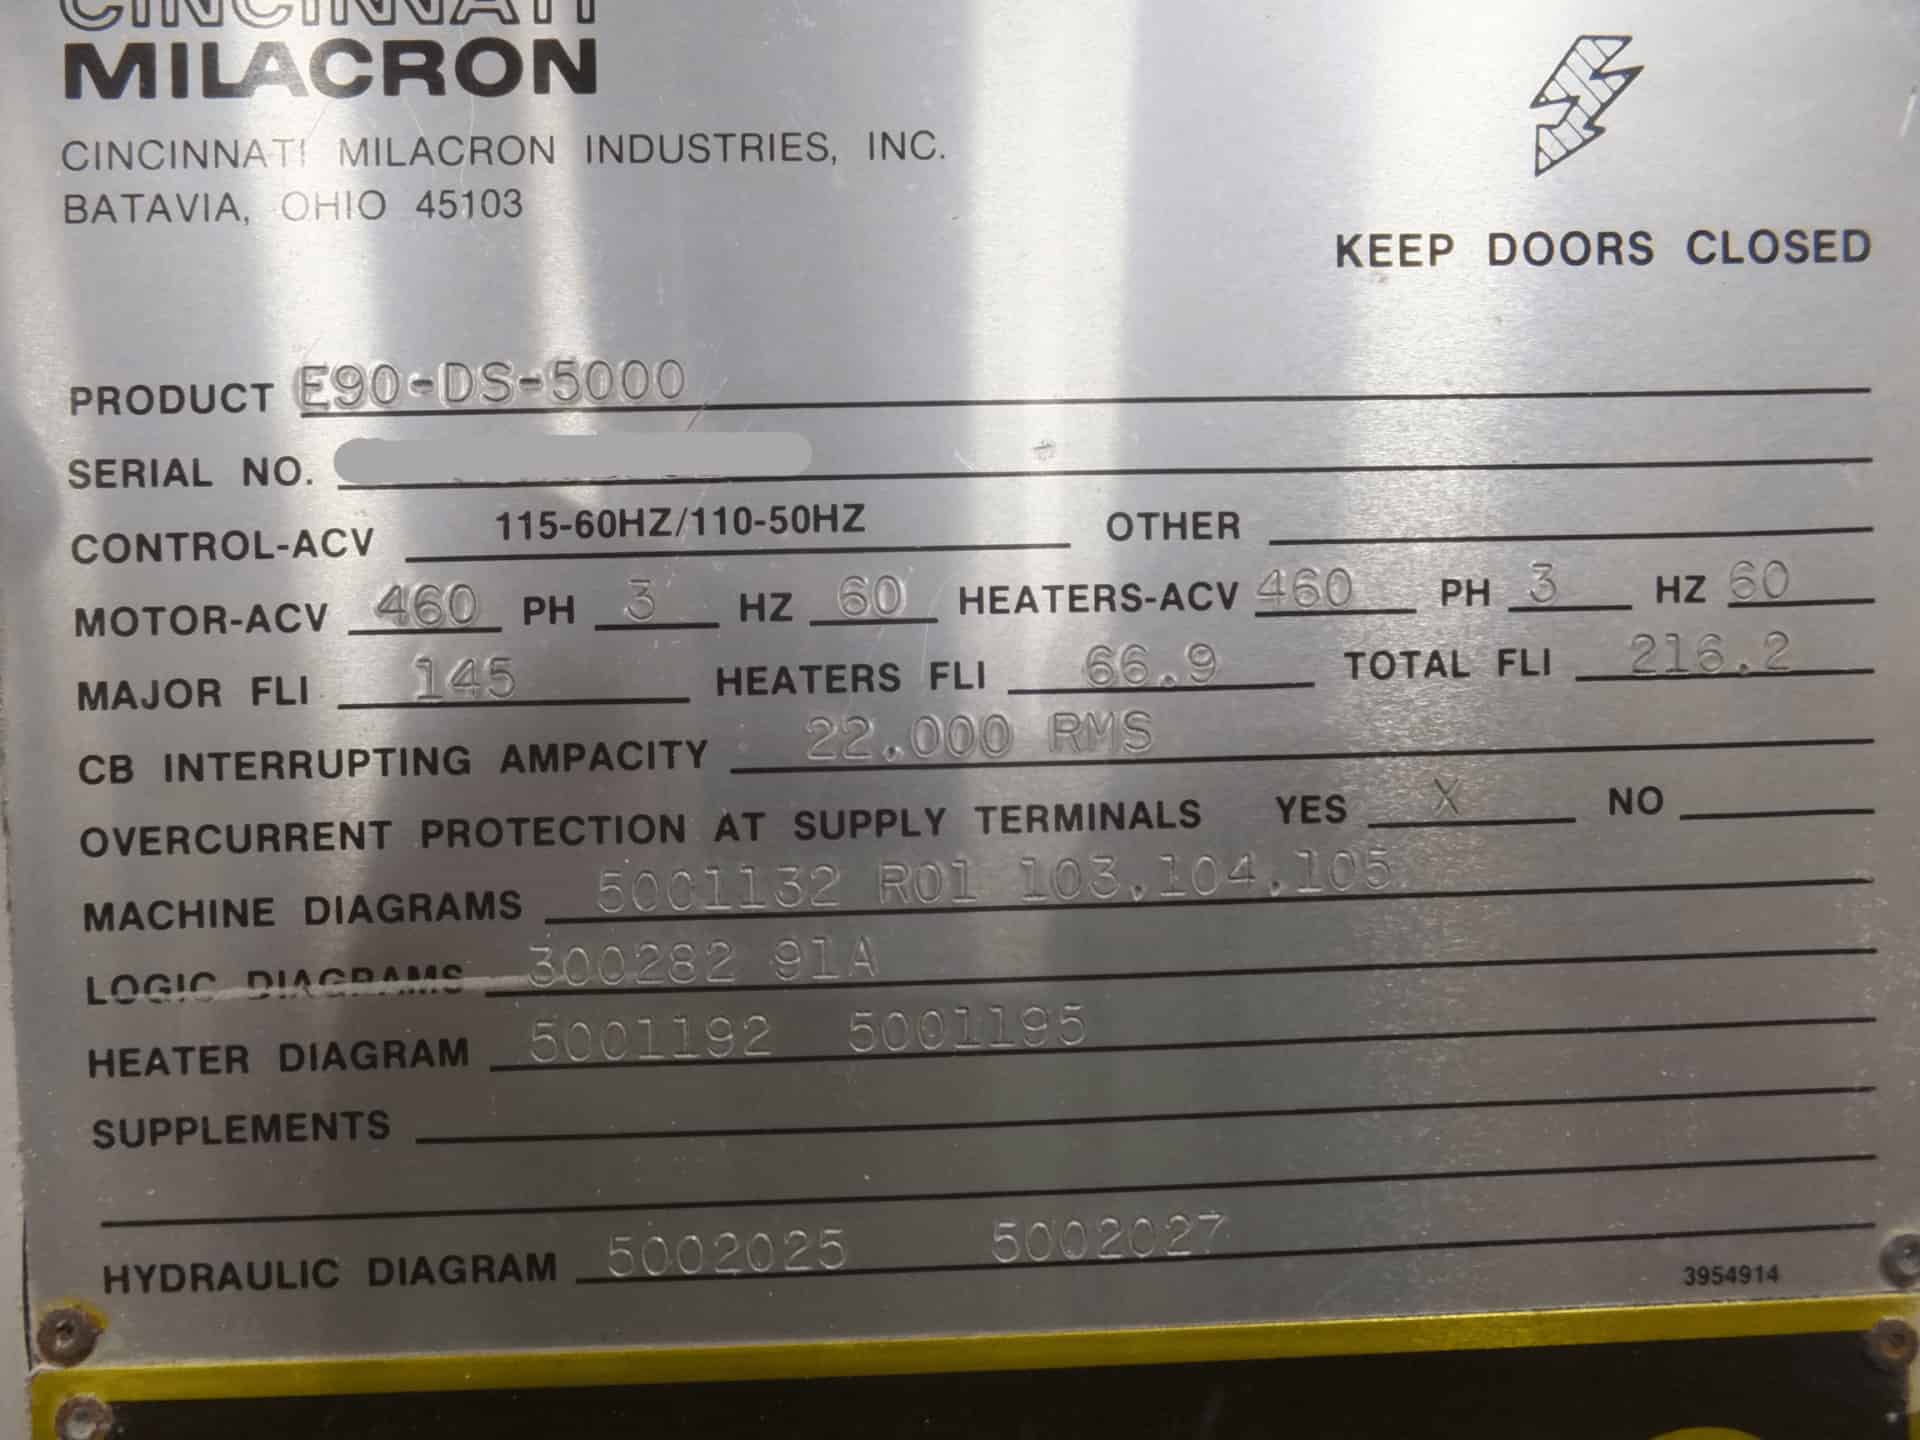 CINCINNATI
MILACRON
CINCINNATI MILACRON INDUSTRIES, INC.
BATAVIA, OHIO 45103
KEEP DOORS CLOSED
PRODUCT E90-DS-5000
SERIAL NO.
CONTROL-ACV 115-60HZ/110-50HZ OTHER
MOTOR-ACV 460 PH 3 HZ 60 HEATERS-ACV 460 PH 3 HZ 60
MAJOR FLI 145 HEATERS FLI 66.9 TOTAL FLI 216.2
CB INTERRUPTING AMPACITY 22,000 RMS
OVERCURRENT PROTECTION AT SUPPLY TERMINALS YES X NO
MACHINE DIAGRAMS 5001132 R01 103,104,105
LOGIC DIAGRAMS 300282 91A
HEATER DIAGRAM 5001192 5001195
SUPPLEMENTS
HYDRAULIC DIAGRAM 5002025 5002027
3954914